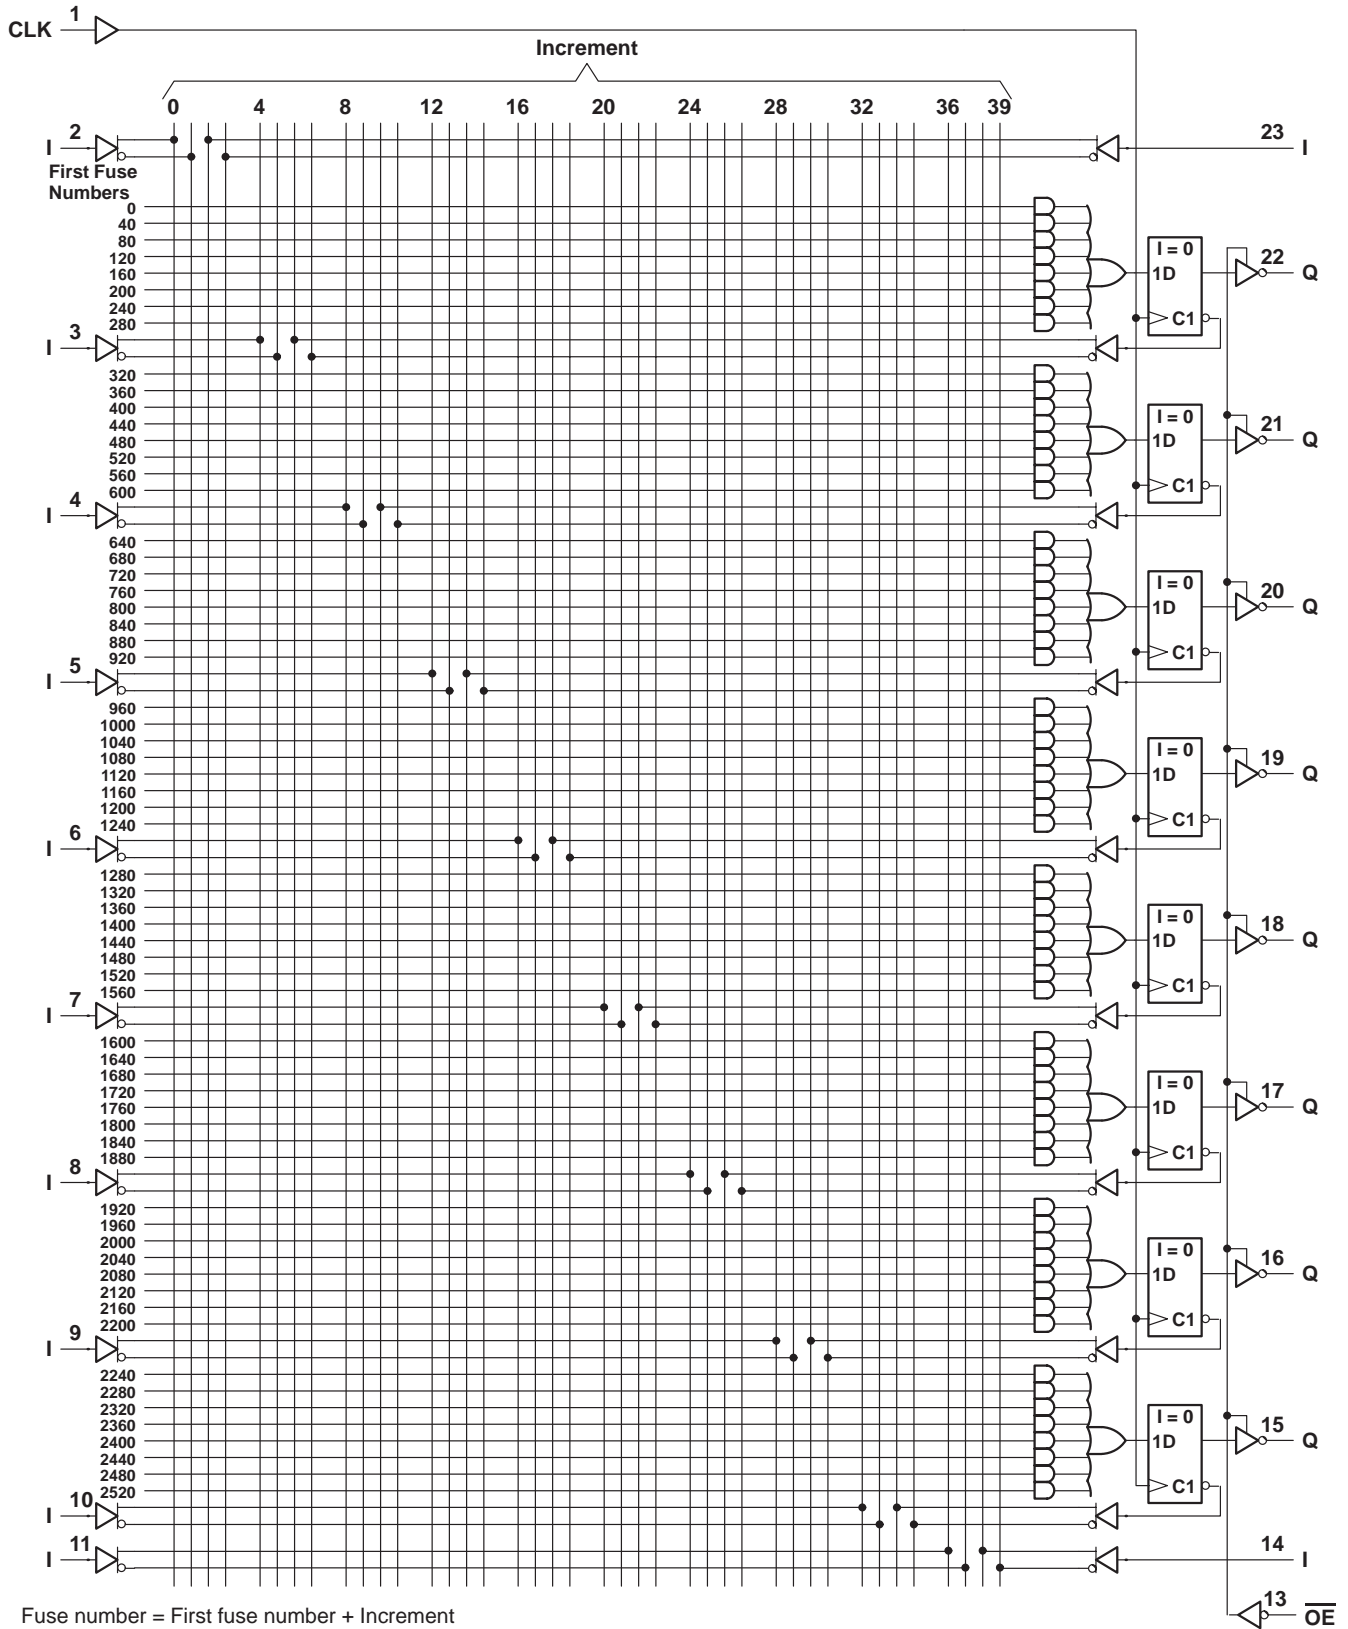 1
CLK
Increment
0 4 8 12 16 20 24 28 32 36 39
2 23
I I
First Fuse
Numbers
0
40
80
120
160
200
240
280
I = 0
1D
C1
22
Q
3
I
320
360
400
440
480
520
560
600
I = 0
1D
C1
21
Q
4
I
640
680
720
760
800
840
880
920
I = 0
1D
C1
20
Q
5
I
960
1000
1040
1080
1120
1160
1200
1240
I = 0
1D
C1
19
Q
6
I
1280
1320
1360
1400
1440
1480
1520
1560
I = 0
1D
C1
18
Q
7
I
1600
1640
1680
1720
1760
1800
1840
1880
I = 0
1D
C1
17
Q
8
I
1920
1960
2000
2040
2080
2120
2160
2200
I = 0
1D
C1
16
Q
9
I
2240
2280
2320
2360
2400
2440
2480
2520
I = 0
1D
C1
15
Q
10
I
11 14
I I
13
OE
Fuse number = First fuse number + Increment